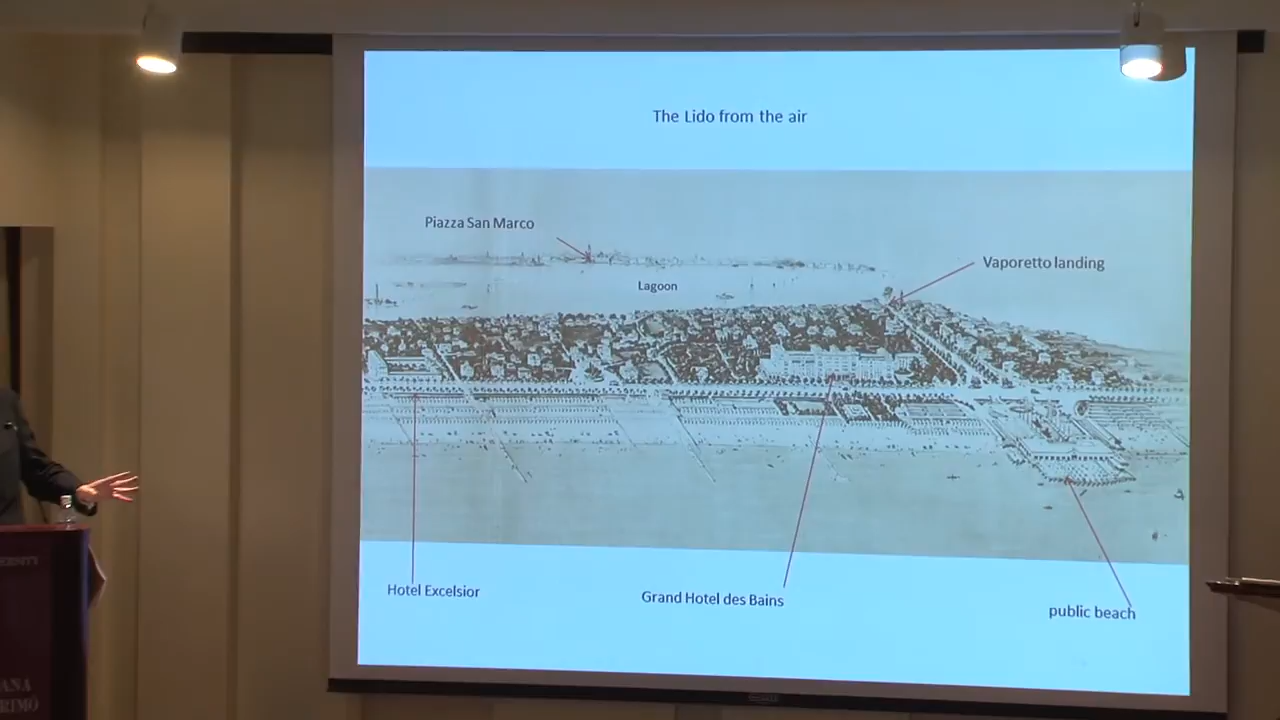 The Lido from the air
Piazza San Marco
Vaporetto landing
Lagoon
Hotel Excelsior
Grand Hotel des Bains
public beach